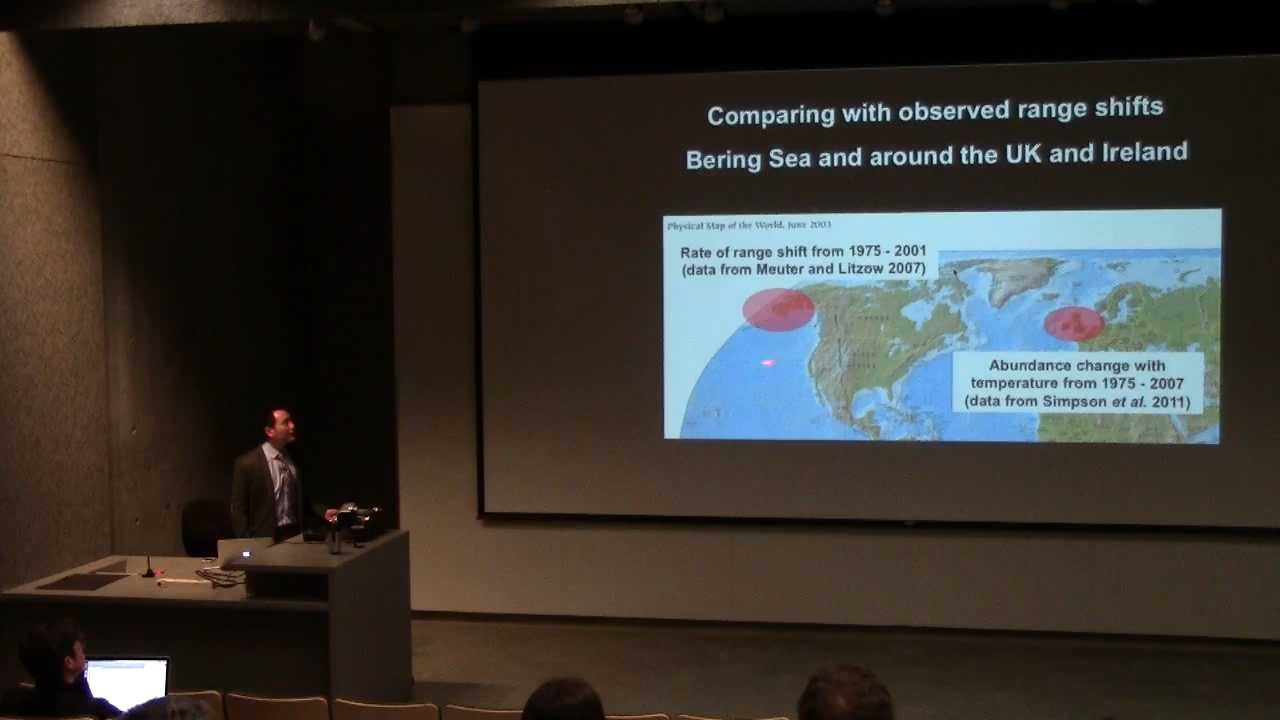 Comparing with observed range shifts
Bering Sea and around the UK and Ireland
Physical Map of the World, June 2003
Rate of range shift from 1975 - 2001
(data from Meuter and Litzow 2007)
Abundance change with
temperature from 1975 - 2007
(data from Simpson et al. 2011)